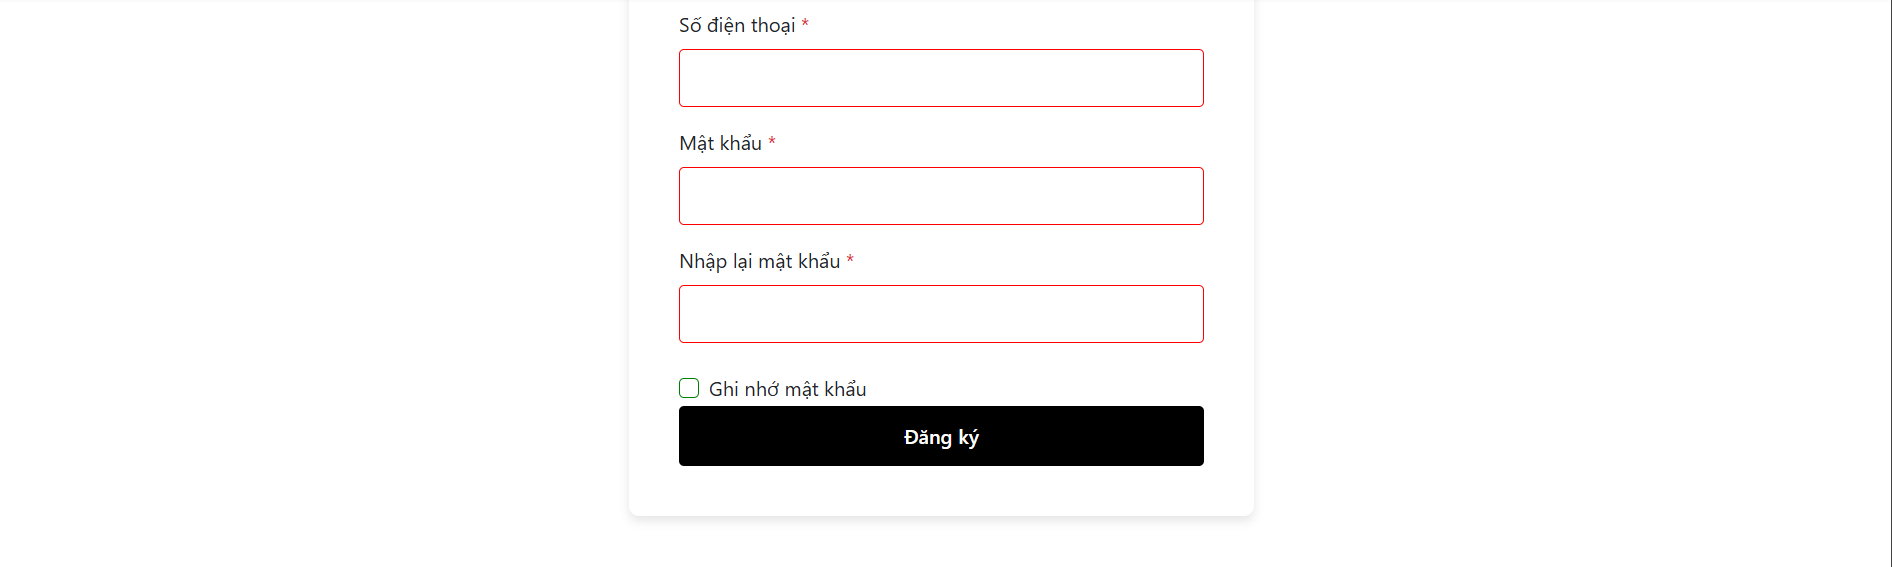 Số điện thoại *
Mật khẩu *
Nhập lại mật khẩu *
Ghi nhớ mật khẩu
Đăng ký